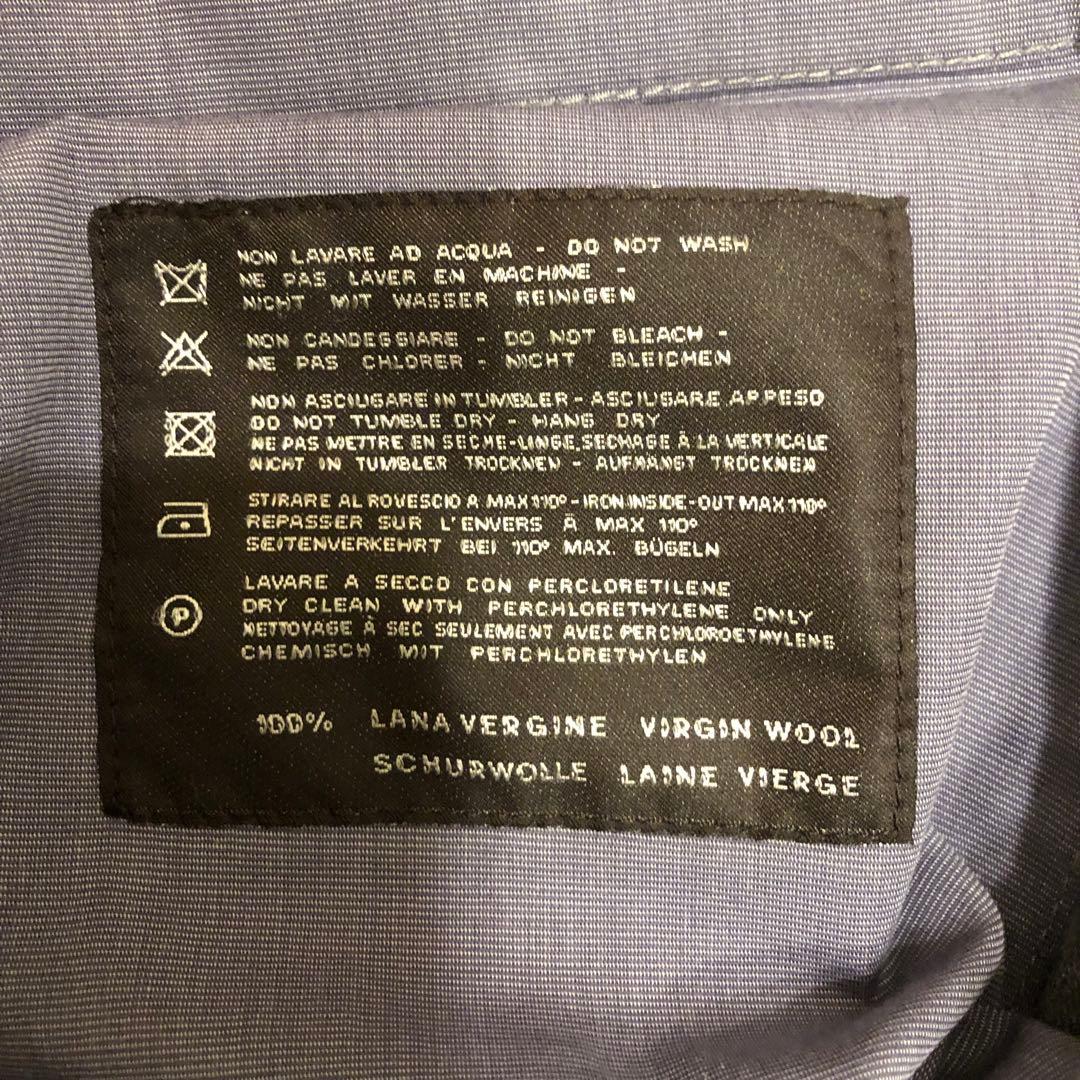 NON LAVARE AD ACQUA - DO NOT WASH
NE PAS LAVER EN MACHINE -
NICHT MIT WASSER REINIGEN
NON CANDEGGIARE - DO NOT BLEACH -
NE PAS CHLORER - NICHT BLEICHEN
NON ASCIUGARE IN TUMBLER - ASCIUGARE APPESO
DO NOT TUMBLE DRY - HANG DRY
NE PAS METTRE EN SECHE-LINGE, SECHAGE À LA VERTICALE
NICHT IN TUMBLER TROCKNEN - AUFHÄNGT TROCKNEN
STIRARE AL ROVESCIO A MAX 110° - IRON INSIDE-OUT MAX 110°
REPASSER SUR L'ENVERS À MAX 110°
SEITENVERKEHRT BEI 110° MAX. BÜGELN
P
LAVARE A SECCO CON PERCLORETILENE
DRY CLEAN WITH PERCHLORETHYLENE ONLY
NETTOYAGE À SEC SEULEMENT AVEC PERCHLOROETHYLENE
CHEMISCH MIT PERCHLORETHYLEN
100% LANA VERGINE VIRGIN WOOL
SCHURWOLLE LAINE VIERGE